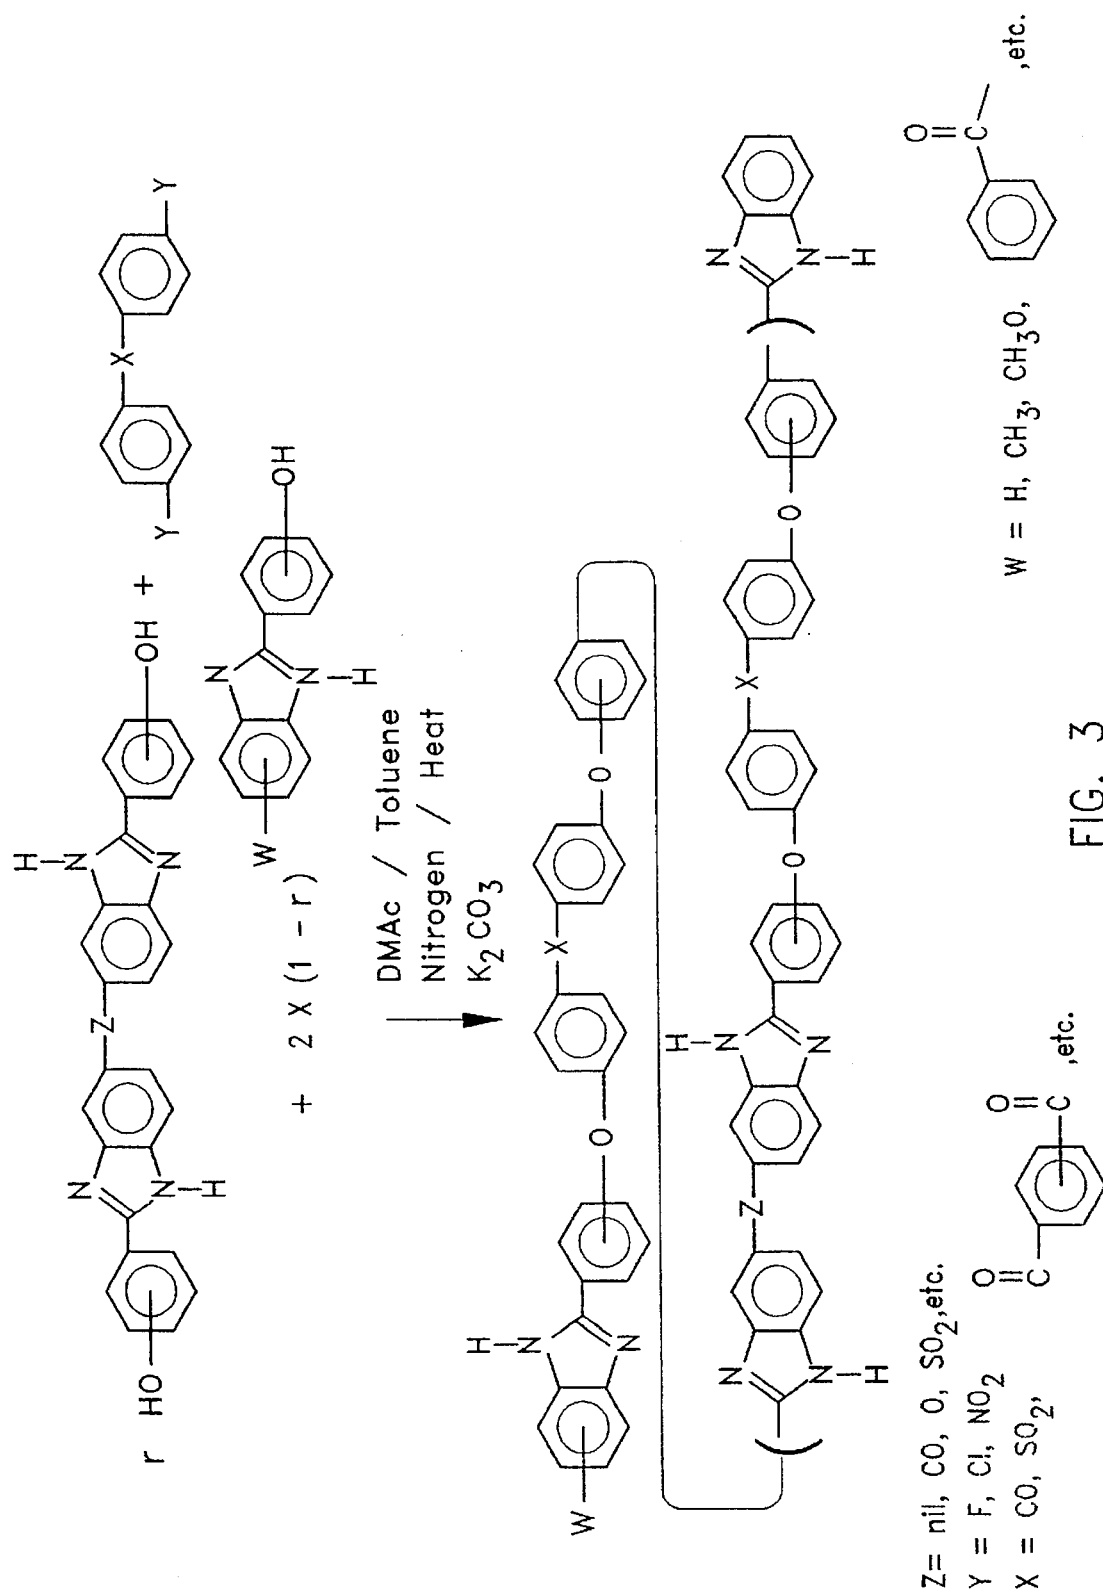 r HO N N H Z H N N OH + Y X Y
+ 2 X (1 - r) W N N H OH
DMAc / Toluene
Nitrogen / Heat
K2CO3
W H N N O X O
( N N H Z H N N O X O ) N N H
Z= nil, CO, O, SO2,etc.
Y = F, Cl, NO2
X = CO, SO2, O C O C ,etc.
W = H, CH3, CH3O, O C ,etc.
FIG. 3